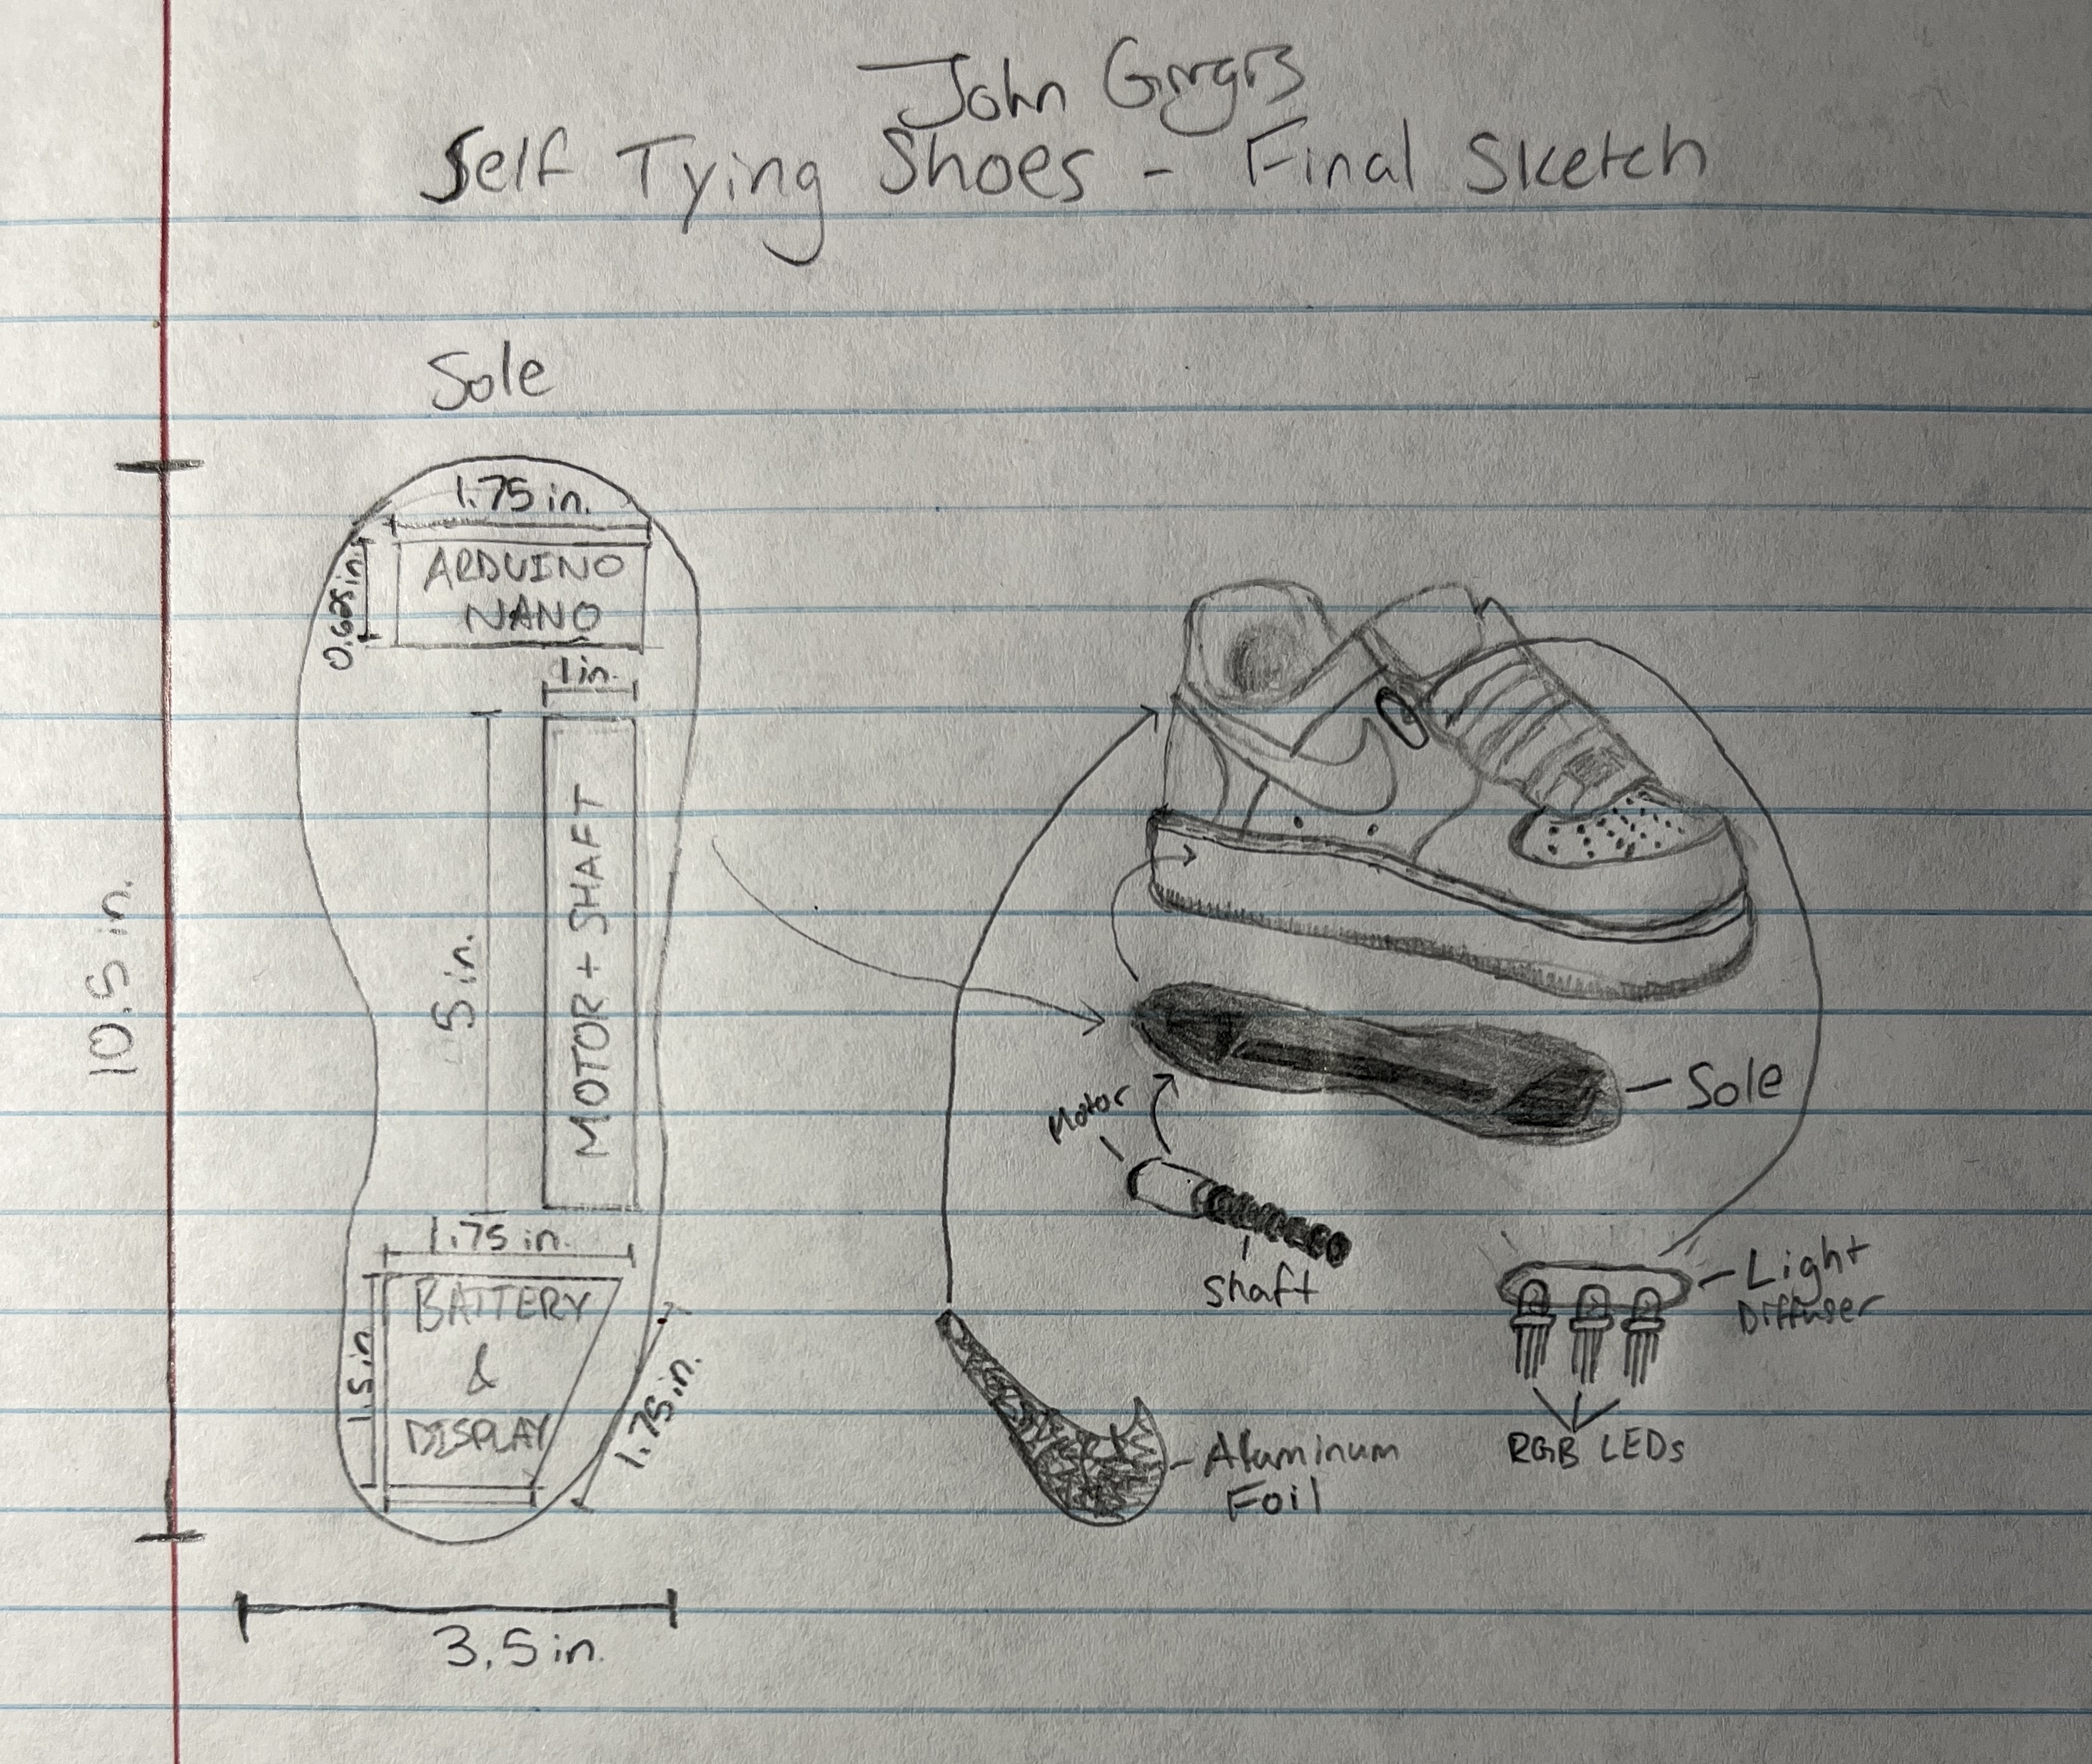 John
Self Tying Shoes - Final Sketch
Sole
10.5 in.
1.75 in.
0.625 in.
ARDUINO
NANO
1 in.
5 in.
MOTOR + SHAFT
1.75 in.
1.5 in.
BATTERY
&
DISPLAY
1.75 in.
3.5 in.
Sole
Motor
Shaft
Light
Diffuser
RGB LEDs
Aluminum
Foil